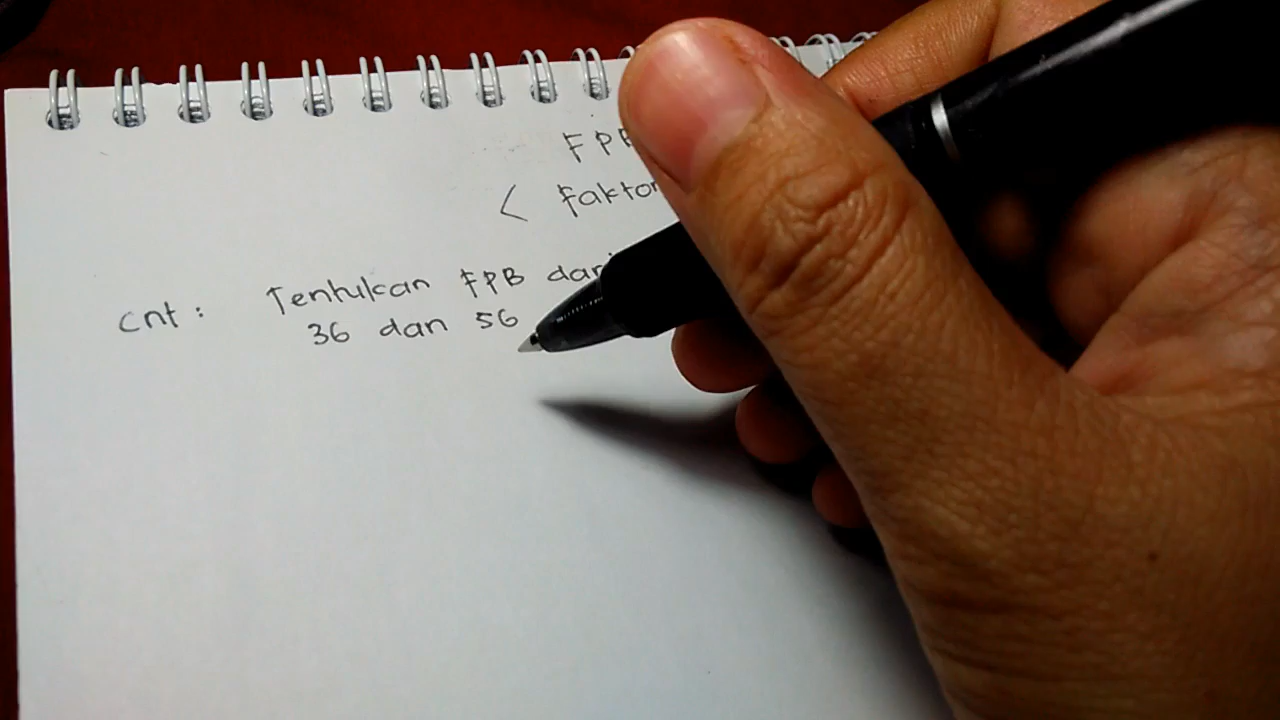 FPB
< Faktor
cnt : Tentukan FPB dari
36 dan 56